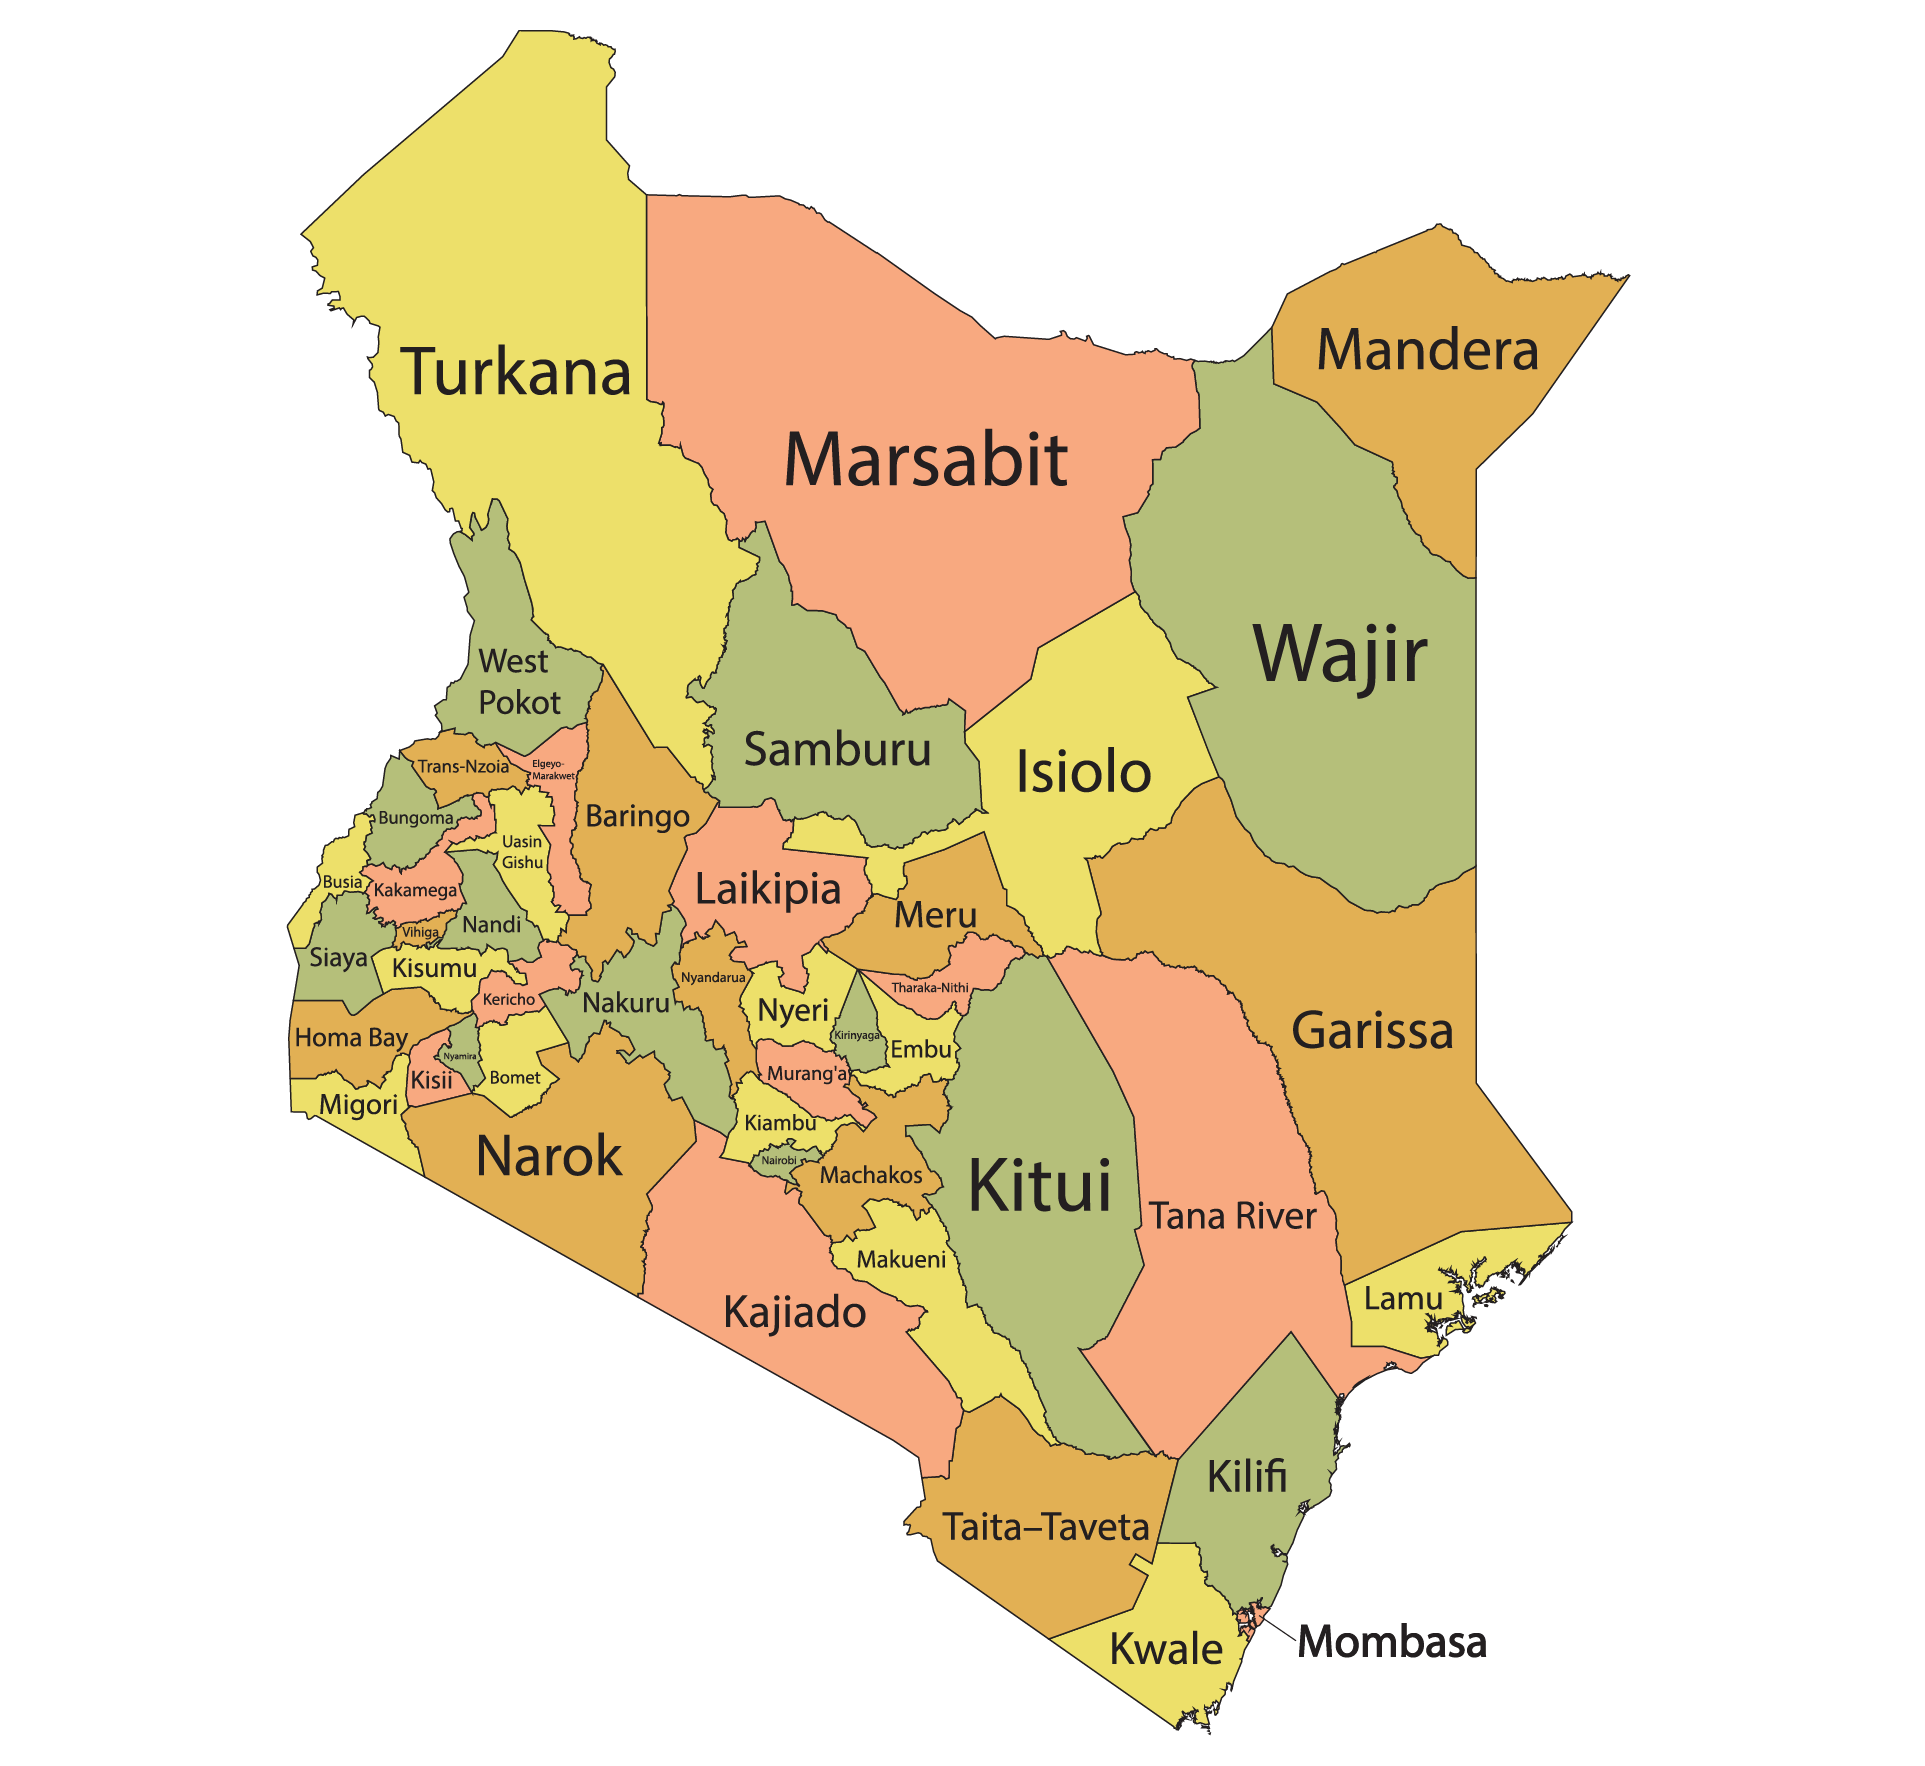 Turkana
Mandera
Marsabit
Wajir
West
Pokot
Samburu
Isiolo
Trans-Nzoia
Elgeyo-
Marakwet
Baringo
Bungoma
Uasin
Gishu
Busia
Kakamega
Laikipia
Meru
Nandi
Vihiga
Siaya
Kisumu
Nyandarua
Tharaka-Nithi
Kericho
Nakuru
Nyeri
Garissa
Homa Bay
Kirinyaga
Embu
Nyamira
Kisii
Bomet
Murang'a
Migori
Kiambu
Narok
Nairobi
Machakos
Kitui
Tana River
Makueni
Lamu
Kajiado
Kilifi
Taita–Taveta
Kwale
Mombasa